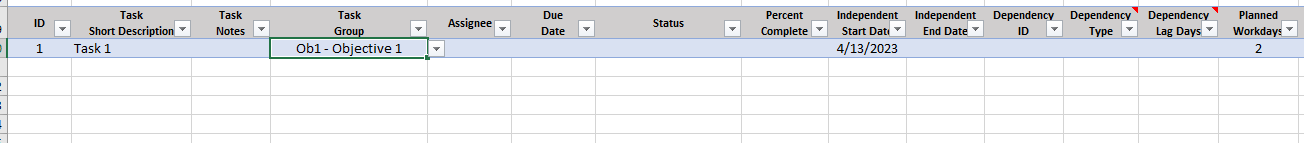 ID Task Short Description Task Notes Task Group Assignee Due Date Status Percent Complete Independent Start Date Independent End Date Dependency ID Dependency Type Dependency Lag Days Planned Workdays
1 Task 1 Ob1 - Objective 1 4/13/2023 2